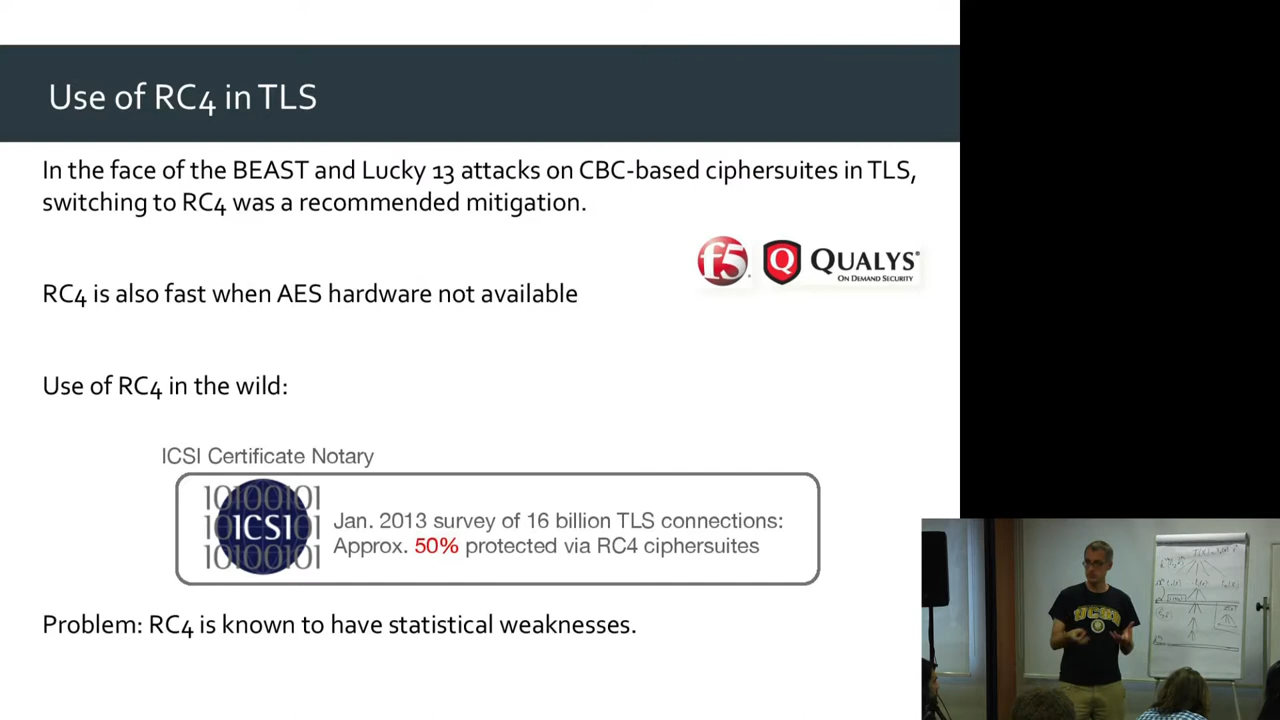 Use of RC4 in TLS
In the face of the BEAST and Lucky 13 attacks on CBC-based ciphersuites in TLS,
switching to RC4 was a recommended mitigation.
f5
Q QUALYS®
ON DEMAND SECURITY
RC4 is also fast when AES hardware not available
Use of RC4 in the wild:
ICSI Certificate Notary
10100101
ICSI
10100101
Jan. 2013 survey of 16 billion TLS connections:
Approx. 50% protected via RC4 ciphersuites
Problem: RC4 is known to have statistical weaknesses.
UCSD